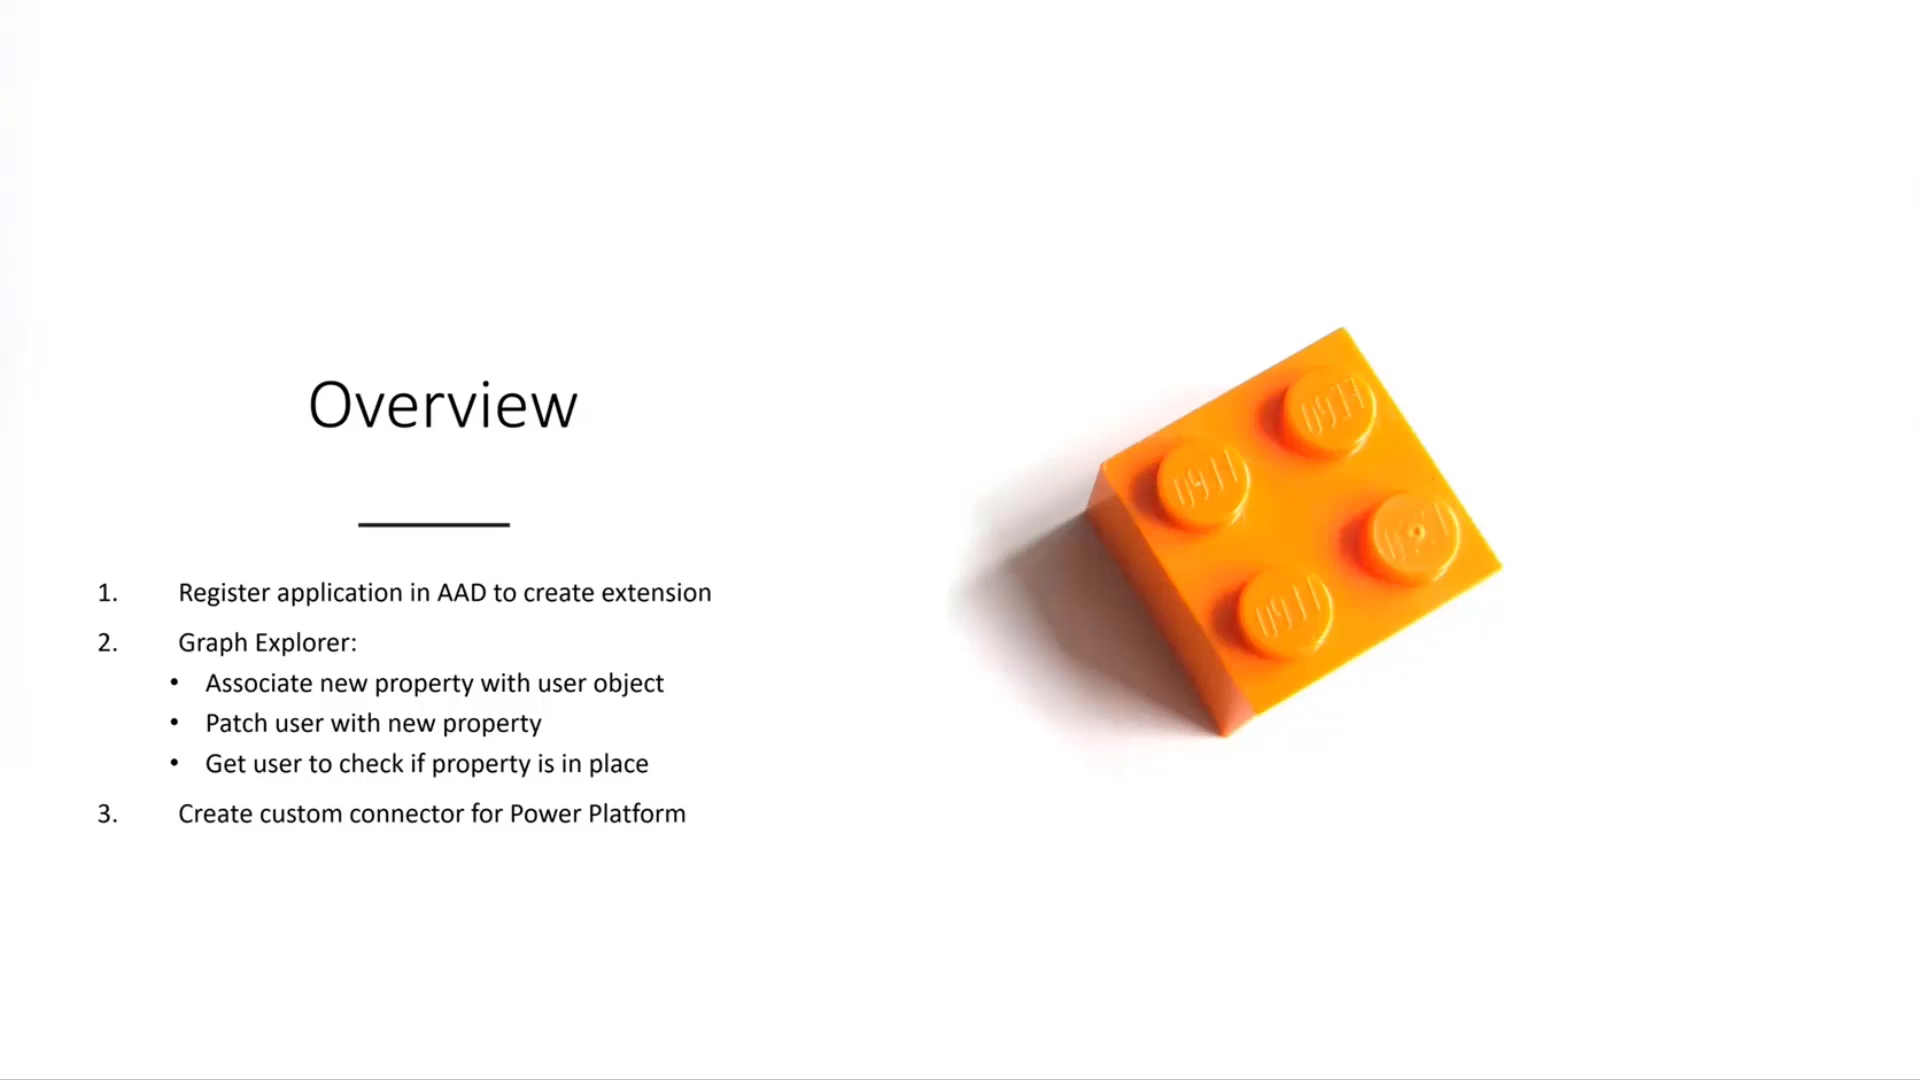 Overview
1. Register application in AAD to create extension
2. Graph Explorer:
• Associate new property with user object
• Patch user with new property
• Get user to check if property is in place
3. Create custom connector for Power Platform